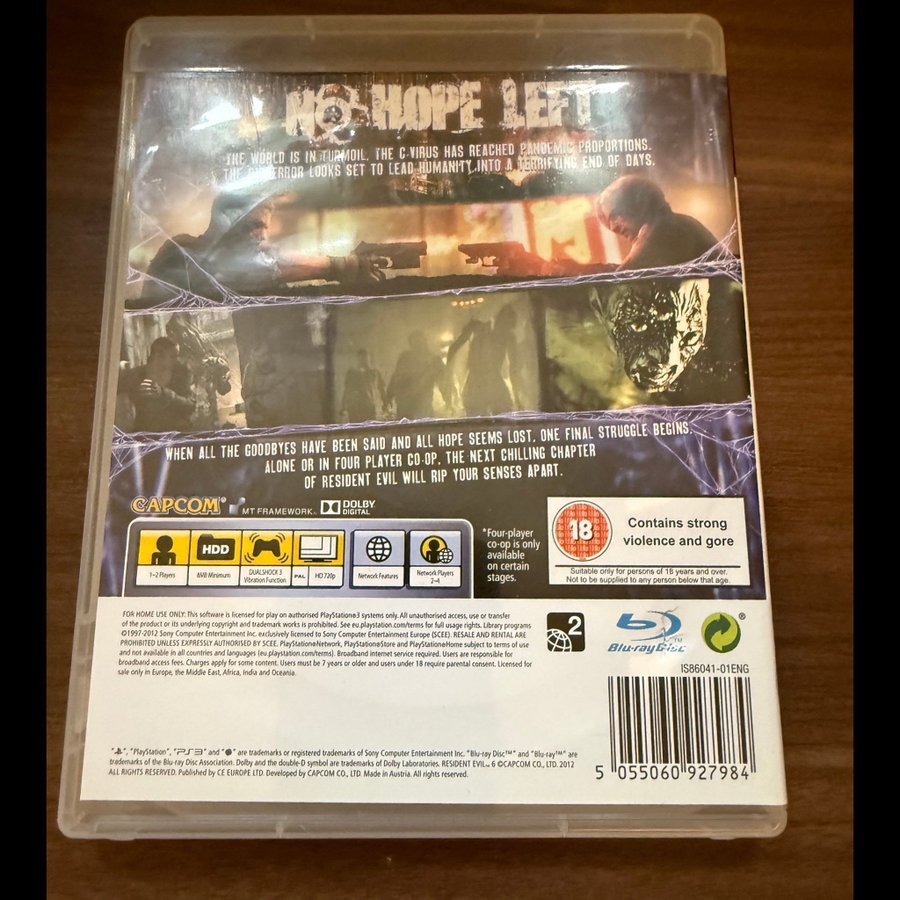 NO HOPE LEFT
THE WORLD IS IN TURMOIL. THE C-VIRUS HAS REACHED PANDEMIC PROPORTIONS.
THE ERROR LOOKS SET TO LEAD HUMANITY INTO A TERRIFYING END OF DAYS.
WHEN ALL THE GOODBYES HAVE BEEN SAID AND ALL HOPE SEEMS LOST, ONE FINAL STRUGGLE BEGINS.
ALONE OR IN FOUR PLAYER CO-OP, THE NEXT CHILLING CHAPTER
OF RESIDENT EVIL WILL RIP YOUR SENSES APART.
CAPCOM MT FRAMEWORK. DOLBY
DIGITAL
HDD
1-2 Players
6MB Minimum
DUALSHOCK 3
Vibration Function
PAL
HD 720p
Network Features
Network Players
2-4
*Four-player
co-op is only
available
on certain
stages.
18
Contains strong
violence and gore
Suitable only for persons of 18 years and over.
Not to be supplied to any person below that age.
FOR HOME USE ONLY: This software is licensed for play on authorised PlayStation®3 systems only. All unauthorised access, use or transfer
of the product or its underlying copyright and trademark works is prohibited. See eu.playstation.com/terms for full usage rights. Library programs
©1997-2012 Sony Computer Entertainment Inc. exclusively licensed to Sony Computer Entertainment Europe (SCEE). RESALE AND RENTAL ARE
PROHIBITED UNLESS EXPRESSLY AUTHORISED BY SCEE. PlayStation®Network, PlayStation®Store and PlayStation®Home subject to terms of use
and not available in all countries and languages (eu.playstation.com/terms). Broadband internet service required. Users are responsible for
broadband access fees. Charges apply for some content. Users must be 7 years or older and users under 18 require parental consent. Licensed for
sale only in Europe, the Middle East, Africa, India and Oceania.
2
Blu-ray Disc™
®
IS86041-01ENG
" ", "PlayStation", "PS3" and " " are trademarks or registered trademarks of Sony Computer Entertainment Inc. "Blu-ray Disc™" and "Blu-ray™" are
trademarks of the Blu-ray Disc Association. Dolby and the double-D symbol are trademarks of Dolby Laboratories. RESIDENT EVIL™ 6 ©CAPCOM CO., LTD. 2012
ALL RIGHTS RESERVED. Published by CE EUROPE LTD. Developed by CAPCOM CO., LTD. Made in Austria. All rights reserved.
5 055060 927984